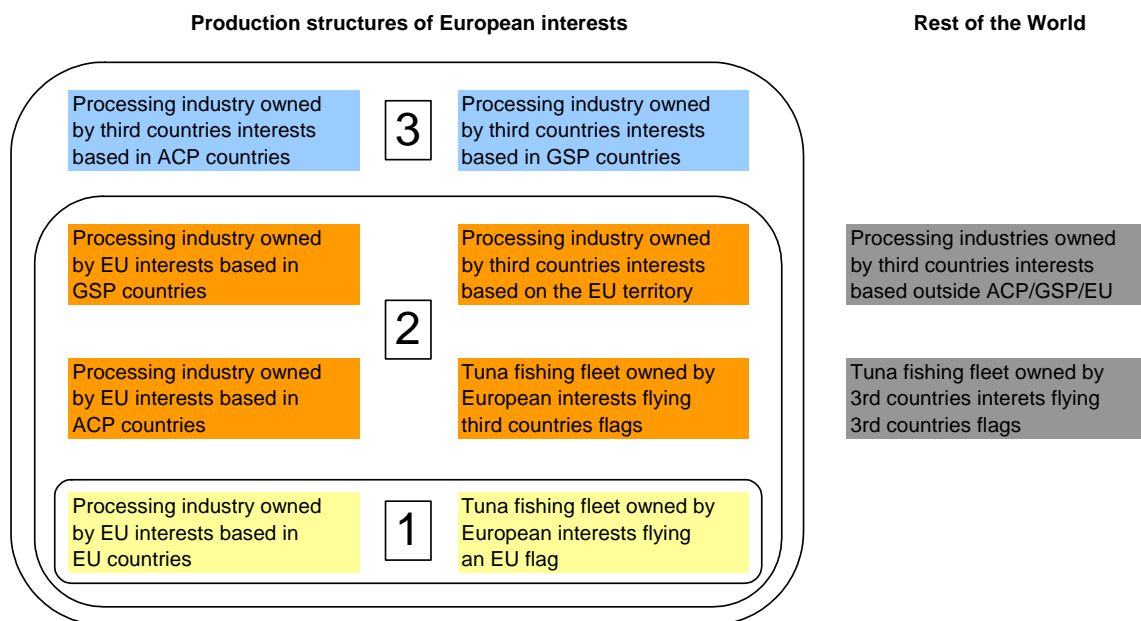 Production structures of European interests
Rest of the World
Processing industry owned
by third countries interests
based in ACP countries
3
Processing industry owned
by third countries interests
based in GSP countries
Processing industry owned
by EU interests based in
GSP countries
Processing industry owned
by third countries interests
based on the EU territory
Processing industries owned
by third countries interests
based outside ACP/GSP/EU
2
Processing industry owned
by EU interests based in
ACP countries
Tuna fishing fleet owned by
European interests flying
third countries flags
Tuna fishing fleet owned by
3rd countries interets flying
3rd countries flags
Processing industry owned
by EU interests based in
EU countries
1
Tuna fishing fleet owned by
European interests flying
an EU flag